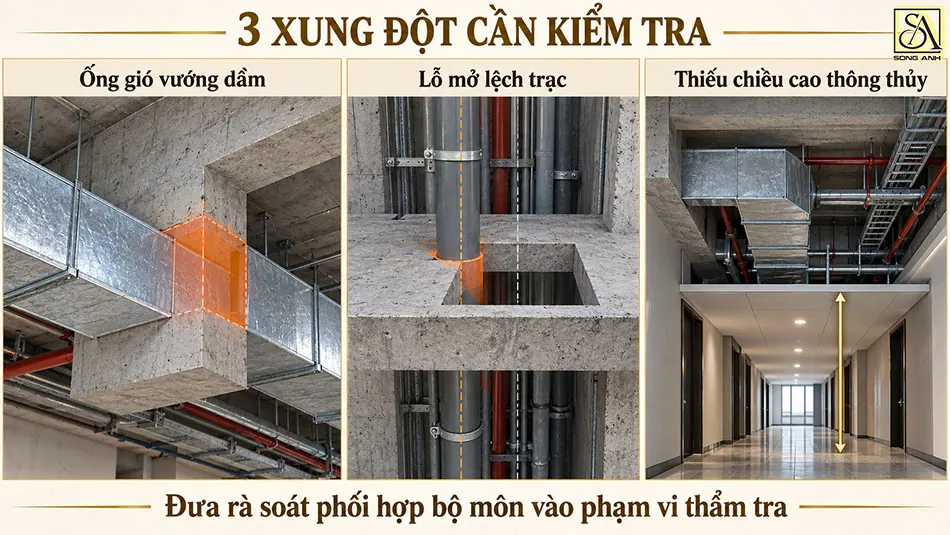 3 XUNG ĐỘT CẦN KIỂM TRA
SA
SONG ANH
Ống gió vướng dầm
Lỗ mở lệch trạc
Thiếu chiều cao thông thủy
Đưa rà soát phối hợp bộ môn vào phạm vi thẩm tra